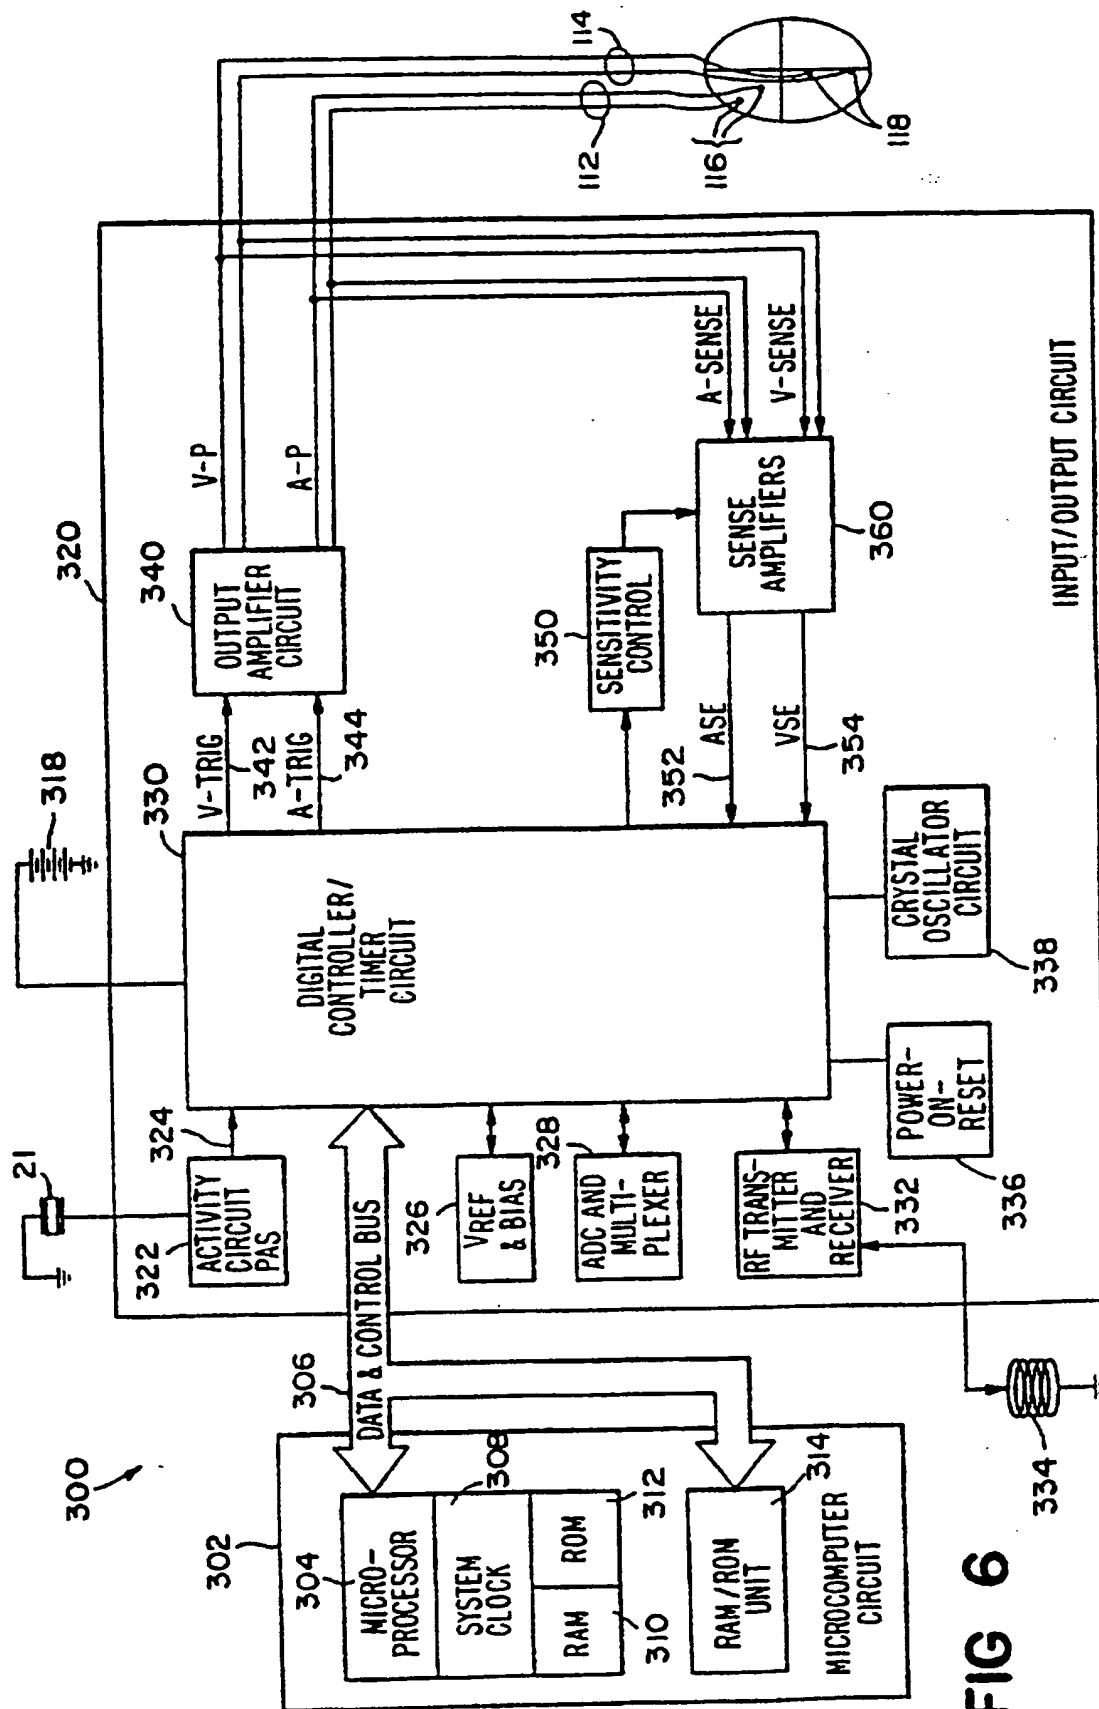 300
302
304
MICRO-
PROCESSOR
SYSTEM
CLOCK
308
RAM
ROM
310
312
RAM/ROM
UNIT
314
MICROCOMPUTER
CIRCUIT
306
DATA & CONTROL BUS
21
322
ACTIVITY
CIRCUIT
PAS
324
326
VREF
& BIAS
328
ADC AND
MULTI-
PLEXER
RF TRANS-
MITTER
AND
RECEIVER
332
334
POWER-
ON-
RESET
336
CRYSTAL
OSCILLATOR
CIRCUIT
338
318
320
330
DIGITAL
CONTROLLER/
TIMER
CIRCUIT
V-TRIG
342
A-TRIG
344
340
OUTPUT
AMPLIFIER
CIRCUIT
V-P
A-P
350
SENSITIVITY
CONTROL
352
ASE
VSE
354
SENSE
AMPLIFIERS
360
A-SENSE
V-SENSE
INPUT/OUTPUT CIRCUIT
112
114
116
118
FIG 6